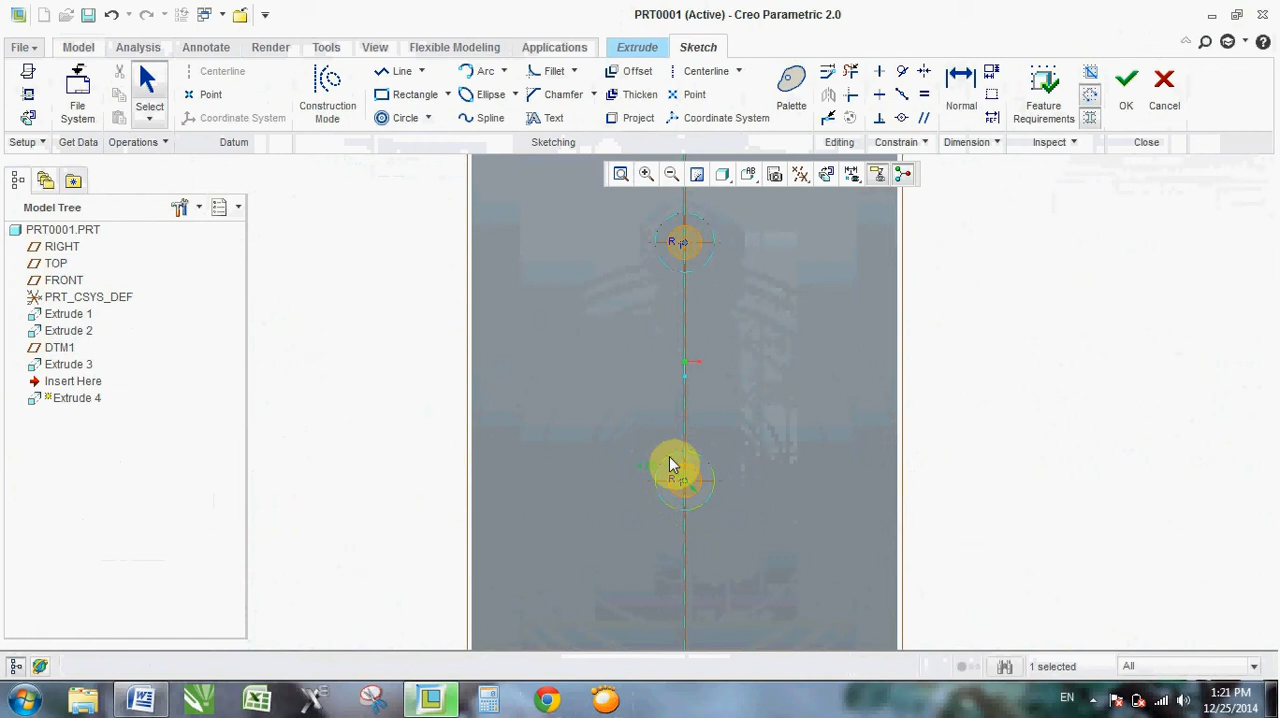 PRT0001 (Active) - Creo Parametric 2.0
File Model Analysis Annotate Render Tools View Flexible Modeling Applications Extrude Sketch
File System
Select
Centerline
Point
Coordinate System
Construction Mode
Line Arc Fillet Offset Centerline
Rectangle Ellipse Chamfer Thicken Point
Circle Spline Text Project Coordinate System
Palette
Normal
Feature Requirements
OK
Cancel
Setup Get Data Operations Datum Sketching Editing Constrain Dimension Inspect Close
Model Tree
PRT0001.PRT
RIGHT
TOP
FRONT
PRT_CSYS_DEF
Extrude 1
Extrude 2
DTM1
Extrude 3
Insert Here
Extrude 4
R
R
1 selected
All
EN
1:21 PM
12/25/2014